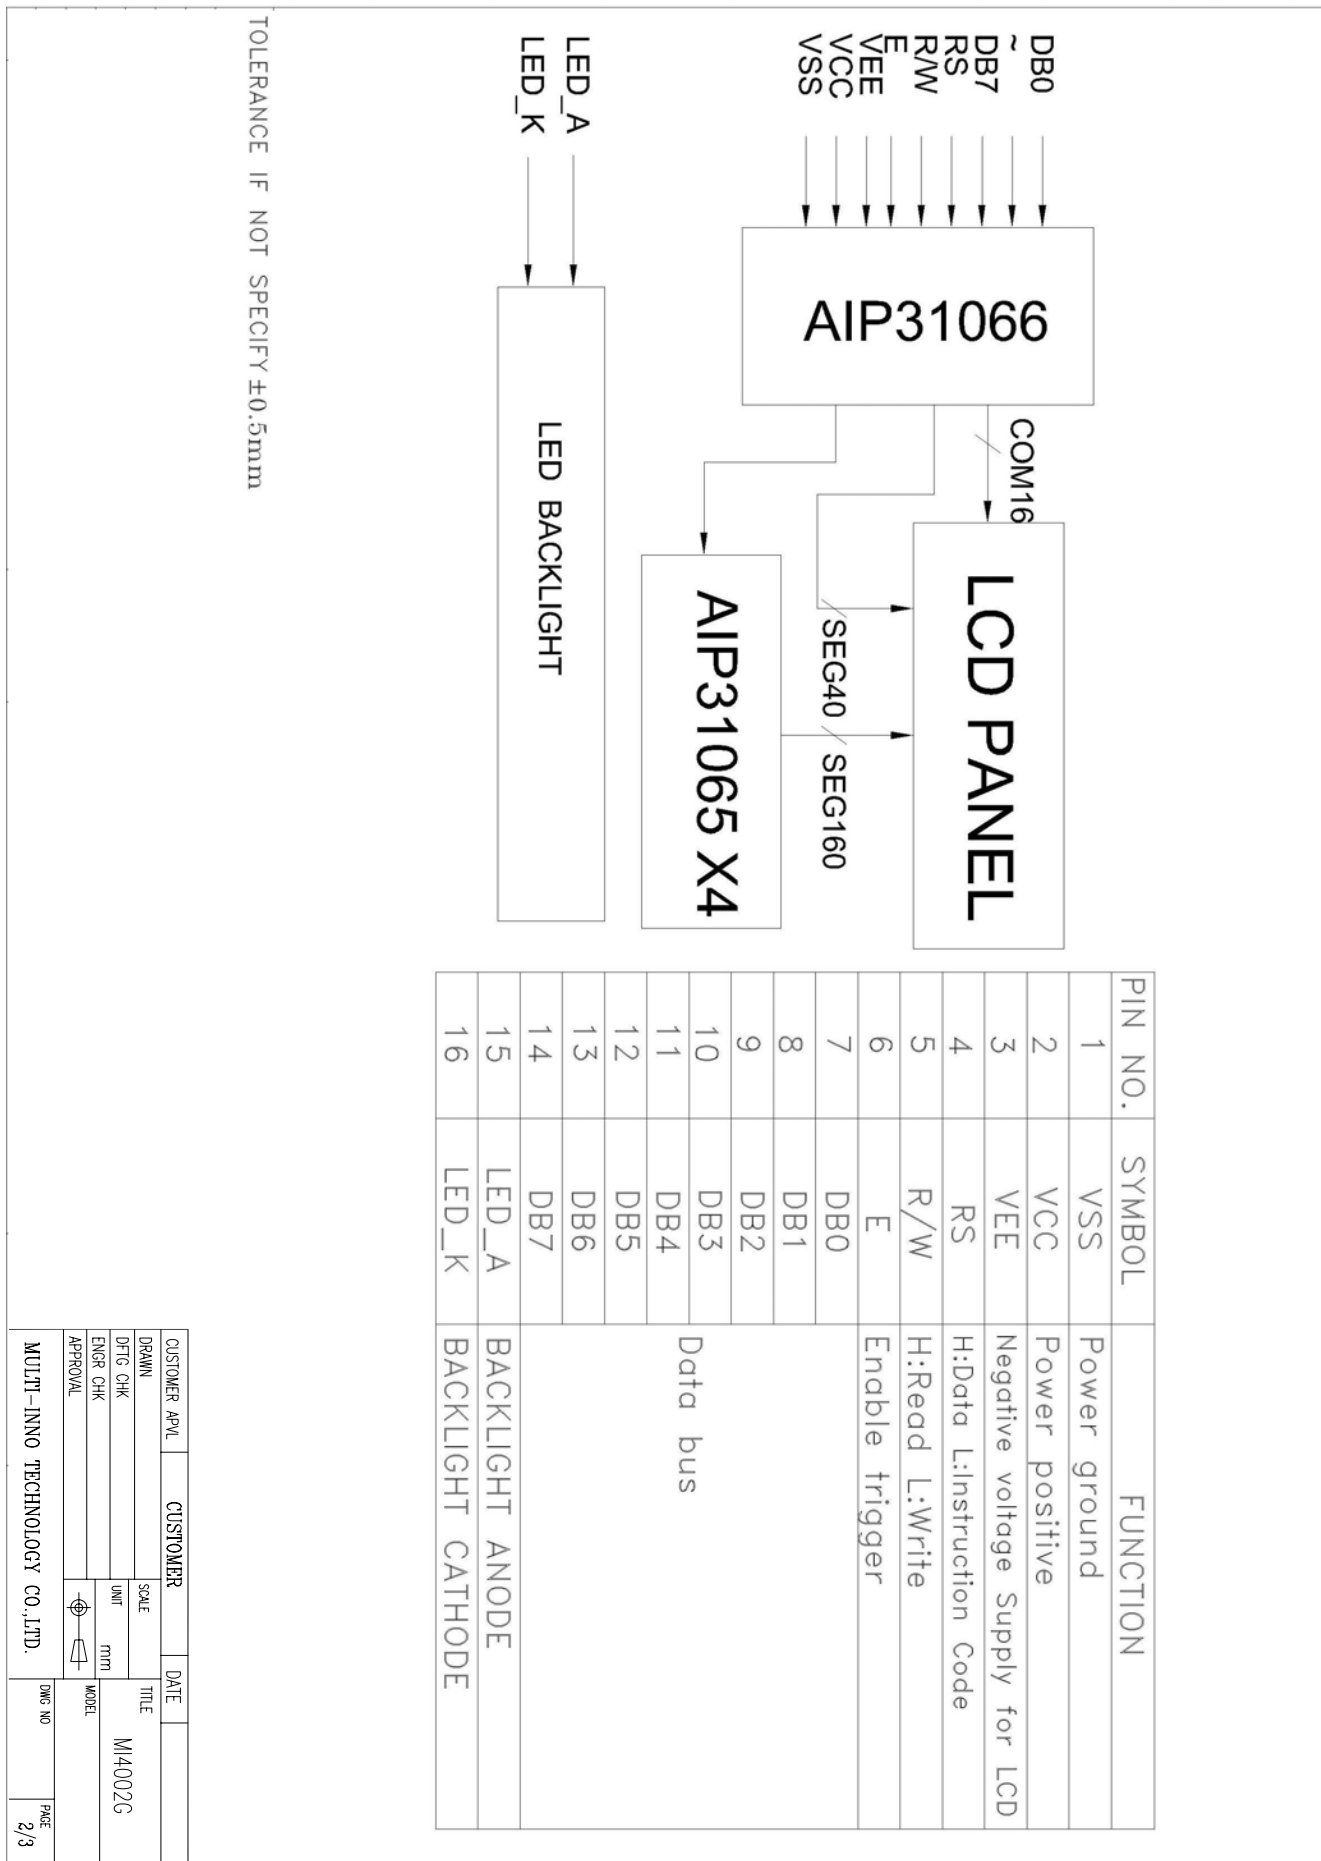 DB0
~
DB7
RS
R/W
E
VEE
VCC
VSS
AIP31066
COM16
LCD PANEL
SEG40
SEG160
AIP31065 X4
LED_A
LED_K
LED BACKLIGHT
PIN NO. SYMBOL FUNCTION
1 VSS Power ground
2 VCC Power positive
3 VEE Negative voltage Supply for LCD
4 RS H:Data L:Instruction Code
5 R/W H:Read L:Write
6 E Enable trigger
7 DB0
8 DB1
9 DB2
10 DB3 Data bus
11 DB4
12 DB5
13 DB6
14 DB7
15 LED_A BACKLIGHT ANODE
16 LED_K BACKLIGHT CATHODE
TOLERANCE IF NOT SPECIFY±0.5mm
CUSTOMER APVL CUSTOMER DATE
DRAWN SCALE TITLE
DFTG CHK UNIT mm MI4002G
ENGR CHK
APPROVAL MODEL
MULTI-INNO TECHNOLOGY CO.,LTD. DWG NO PAGE
2/3